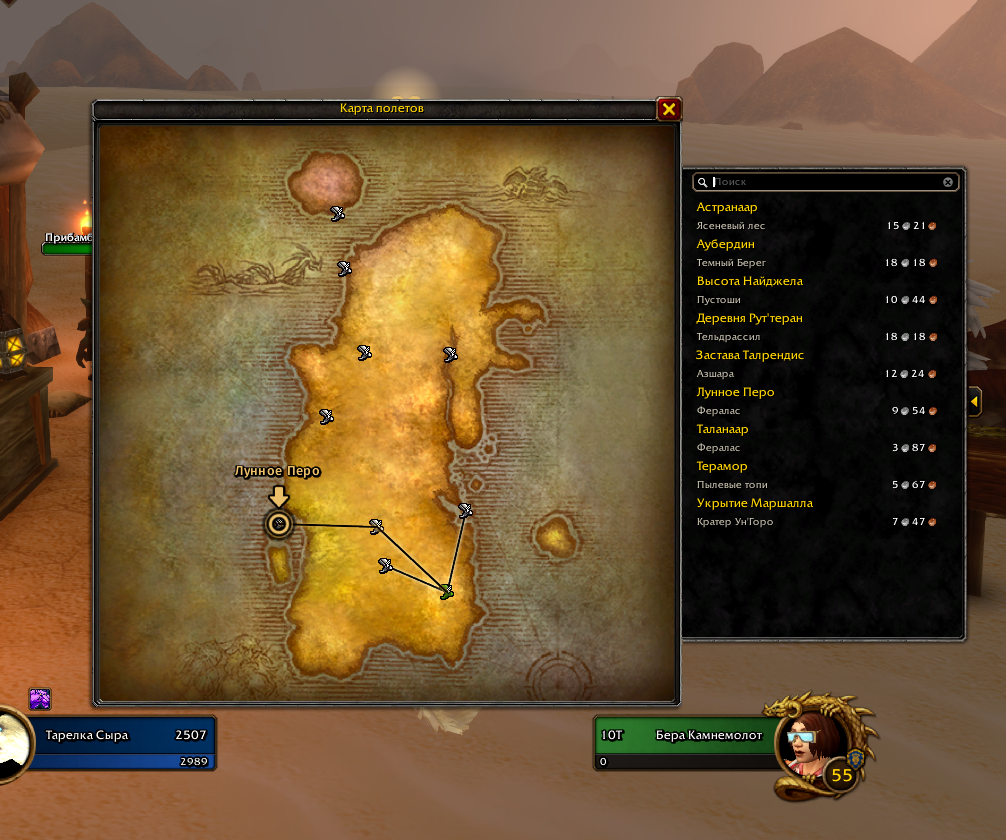 Карта полетов
Поиск
Прибамб
Астранаар
Ясеневый лес 15 21
Аубердин
Темный Берег 18 18
Высота Найджела
Пустоши 10 44
Деревня Рут'теран
Тельдрассил 18 18
Застава Талрендис
Азшара 12 24
Лунное Перо
Фералас 9 54
Таланаар
Фералас 3 87
Терамор
Пылевые топи 5 67
Укрытие Маршалла
Кратер Ун'Горо 7 47
Лунное Перо
Тарелка Сыра 2507
2989
10T Бера Камнемолот
0
55